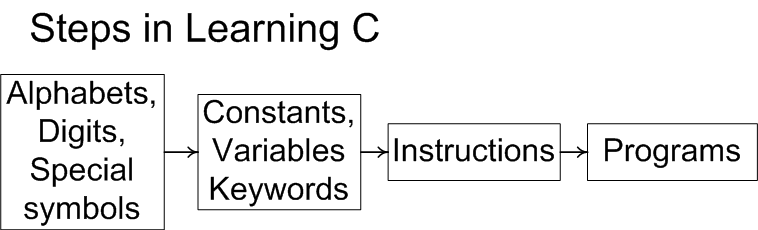 Steps in Learning C
Alphabets,
Digits,
Special
symbols
Constants,
Variables
Keywords
Instructions
Programs